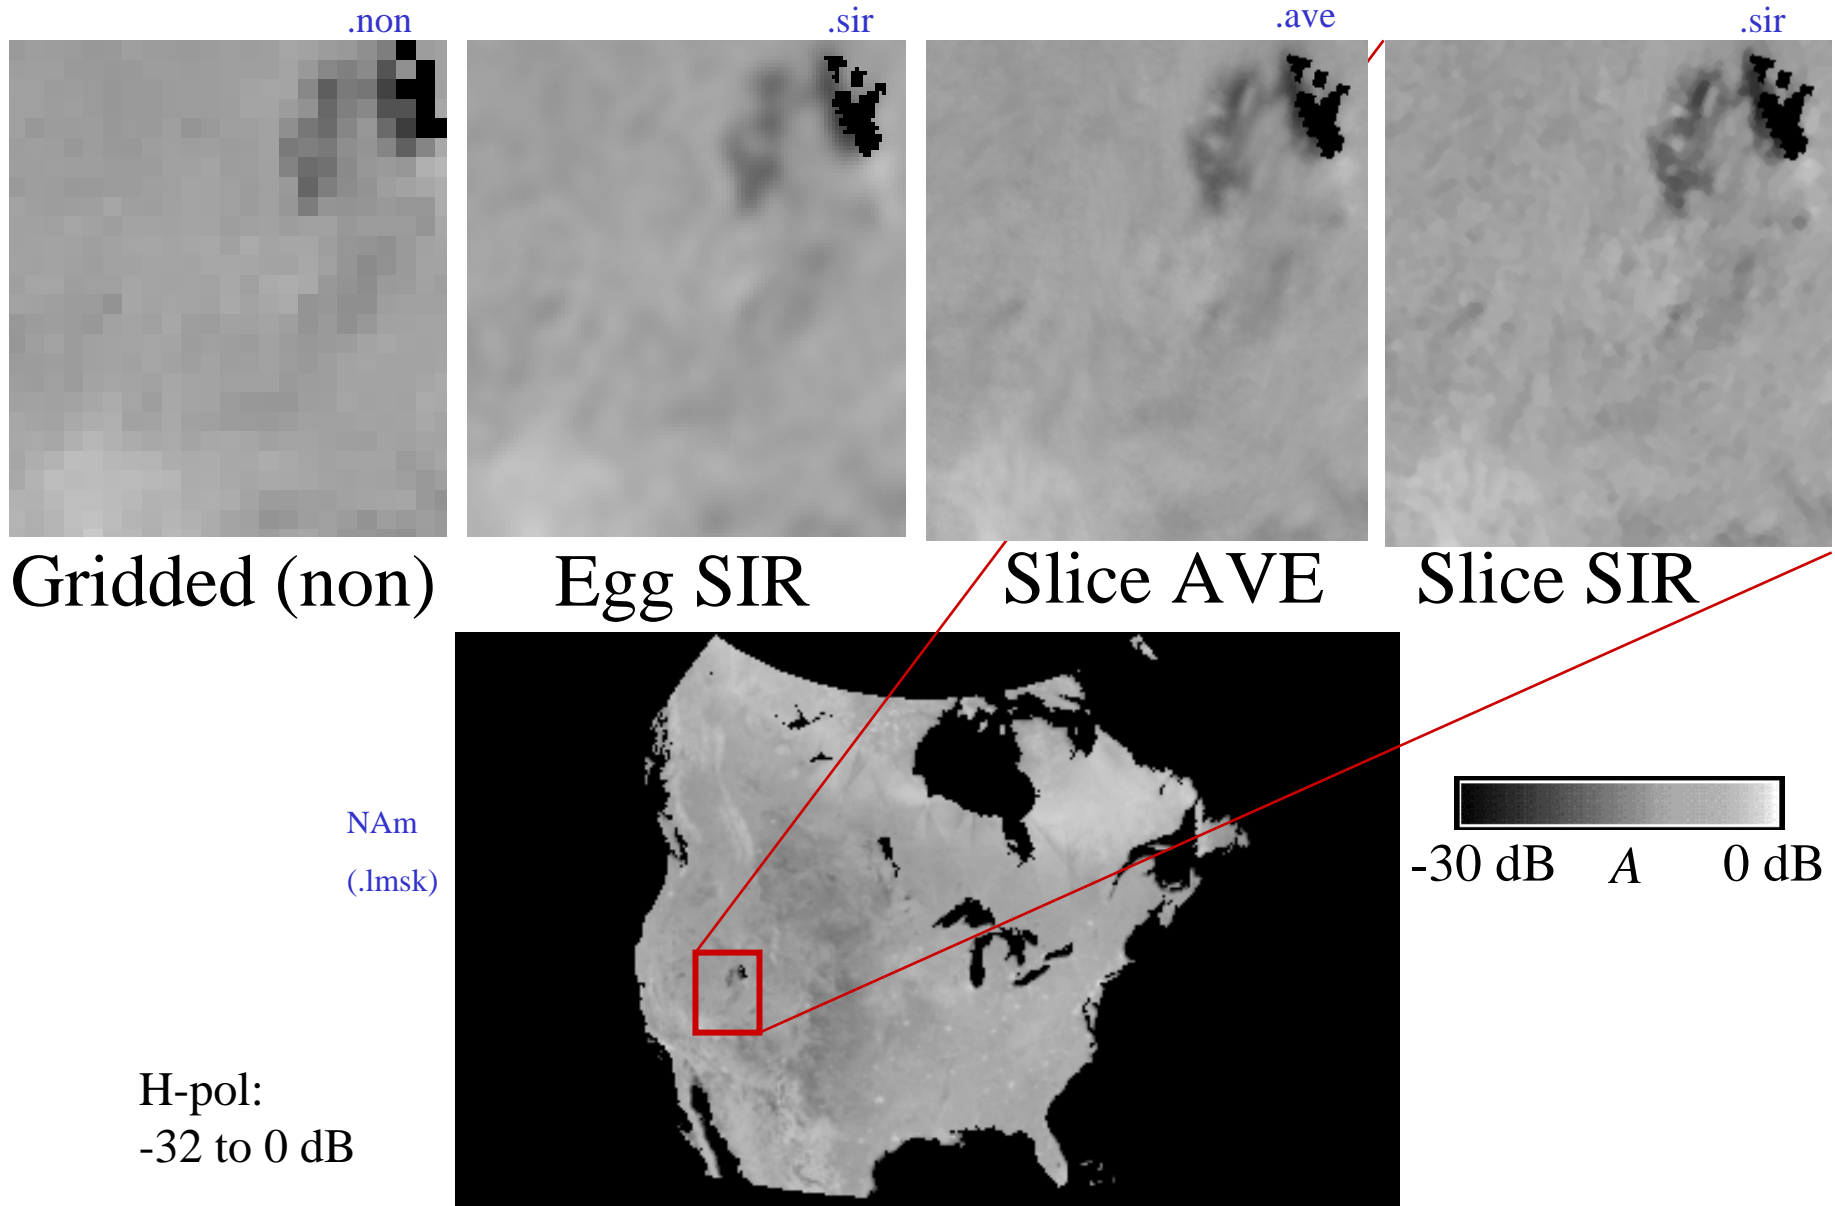 .non
.sir
.ave
.sir
Gridded (non)
Egg SIR
Slice AVE
Slice SIR
NAm
(.lmsk)
-30 dB A 0 dB
H-pol:
-32 to 0 dB